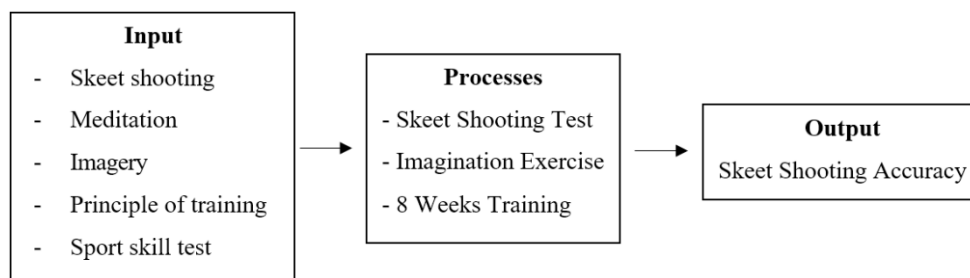 Input
- Skeet shooting
- Meditation
- Imagery
- Principle of training
- Sport skill test
Processes
- Skeet Shooting Test
- Imagination Exercise
- 8 Weeks Training
Output
Skeet Shooting Accuracy